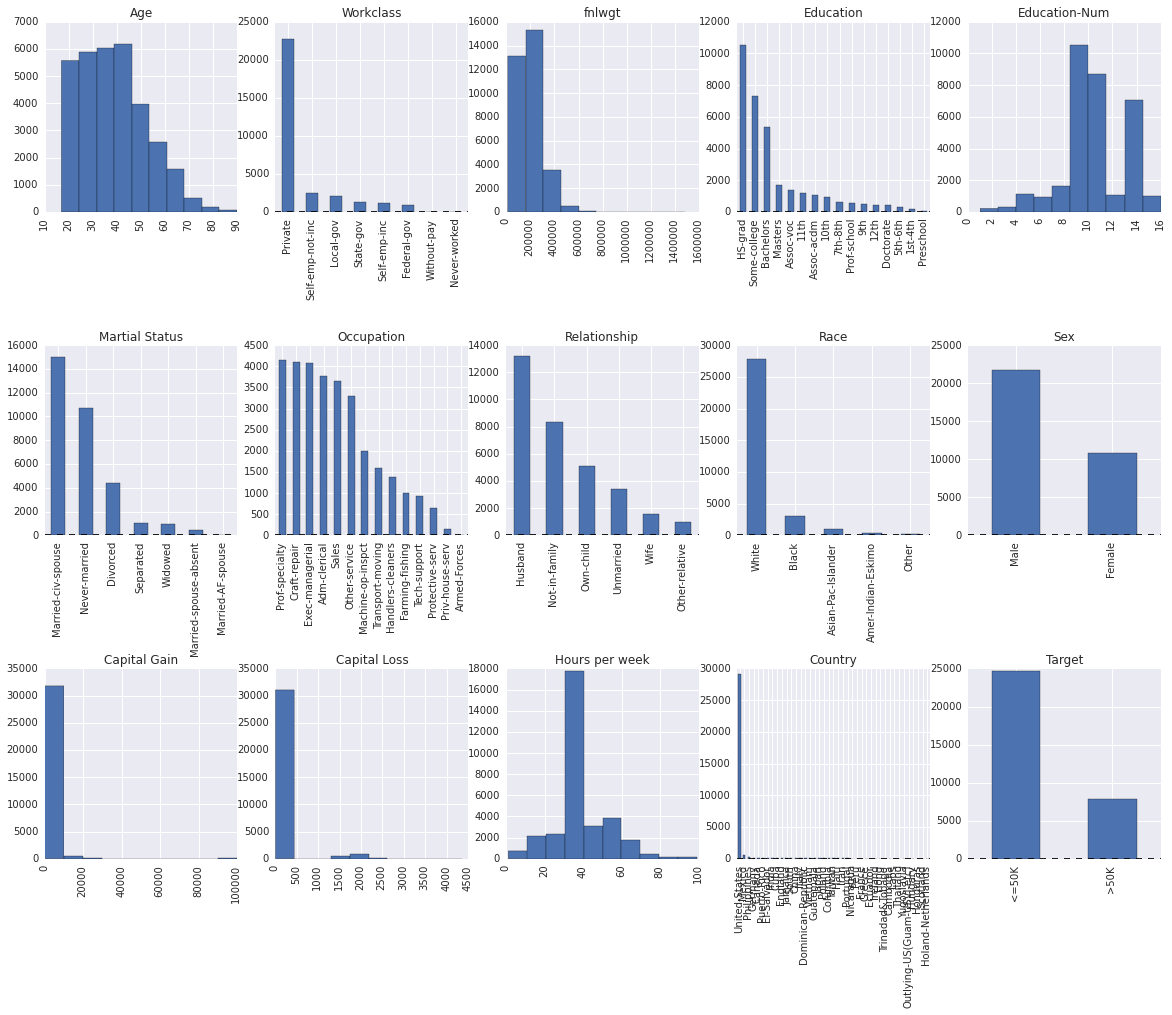 Age
7000
6000
5000
4000
3000
2000
1000
0
10
20
30
40
50
60
70
80
90
Workclass
25000
20000
15000
10000
5000
0
Private
Self-emp-not-inc
Local-gov
State-gov
Self-emp-inc
Federal-gov
Without-pay
Never-worked
fnlwgt
16000
14000
12000
10000
8000
6000
4000
2000
0
0
200000
400000
600000
800000
1000000
1200000
1400000
1600000
Education
12000
10000
8000
6000
4000
2000
0
HS-grad
Some-college
Bachelors
Masters
Assoc-voc
11th
Assoc-adm
10th
7th-8th
Prof-school
9th
12th
Doctorate
5th-6th
1st-4th
Preschool
Education-Num
12000
10000
8000
6000
4000
2000
0
0
2
4
6
8
10
12
14
16
Martial Status
16000
14000
12000
10000
8000
6000
4000
2000
0
Married-civ-spouse
Never-married
Divorced
Separated
Widowed
Married-spouse-absent
Married-AF-spouse
Occupation
4500
4000
3500
3000
2500
2000
1500
1000
500
0
Prof-specialty
Craft-repair
Exec-managerial
Adm-clerical
Sales
Other-service
Machine-op-inspct
Transport-moving
Handlers-cleaners
Farming-fishing
Tech-support
Protective-serv
Priv-house-serv
Armed-Forces
Relationship
14000
12000
10000
8000
6000
4000
2000
0
Husband
Not-in-family
Own-child
Unmarried
Wife
Other-relative
Race
30000
25000
20000
15000
10000
5000
0
White
Black
Asian-Pac-Islander
Amer-Indian-Eskimo
Other
Sex
25000
20000
15000
10000
5000
0
Male
Female
Capital Gain
35000
30000
25000
20000
15000
10000
5000
0
0
20000
40000
60000
80000
100000
Capital Loss
35000
30000
25000
20000
15000
10000
5000
0
0
500
1000
1500
2000
2500
3000
3500
4000
4500
Hours per week
18000
16000
14000
12000
10000
8000
6000
4000
2000
0
0
20
40
60
80
100
Country
30000
25000
20000
15000
10000
5000
0
United-States
Philippines
El-Salvador
Dominican-Republic
Outlying-US(Guam-USVI-etc)
Holand-Netherlands
Target
25000
20000
15000
10000
5000
0
<=50K
>50K